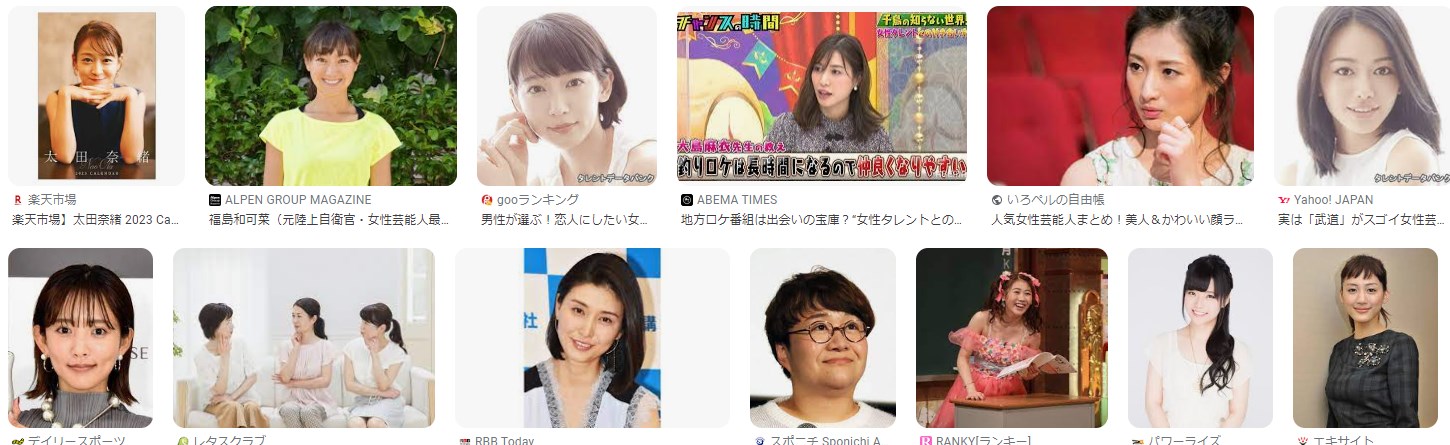 太田奈緒
2023 CALENDAR
タレントデータバンク
チャンスの時間
千鳥の知らない世界
大島麻衣先生の教え
釣りロケは長時間になるので仲良くなりやすい
タレントデータバンク
楽天市場
ALPEN GROUP MAGAZINE
gooランキング
ABEMA TIMES
いろペルの自由帳
Yahoo! JAPAN
楽天市場】太田奈緒 2023 Ca...
福島和可菜（元陸上自衛官・女性芸能人最...
男性が選ぶ！恋人にしたい女...
地方ロケ番組は出会いの宝庫？“女性タレントとの...
人気女性芸能人まとめ！美人＆かわいい顔ラ...
実は「武道」がスゴイ女性芸...
SE
社
講
デイリースポーツ
レタスクラブ
RBB Today
スポニチ Sponichi A...
RANKY[ランキー]
パワーライズ
エキサイト